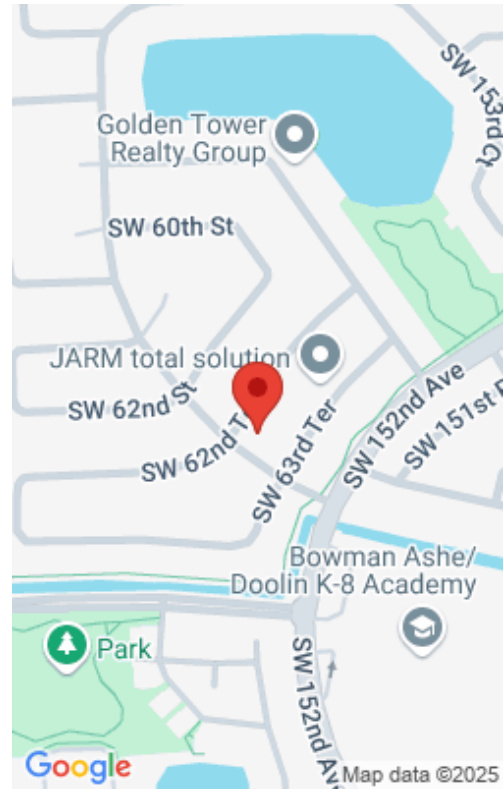 SW 153rd Ct
Golden Tower
Realty Group
SW 60th St
JARM total solution
SW 62nd St
SW 62nd T
SW 63rd Ter
SW 152nd Ave
SW 151st P
Bowman Ashe/
Doolin K-8 Academy
Park
SW 152nd Ave
Google
Map data ©2025